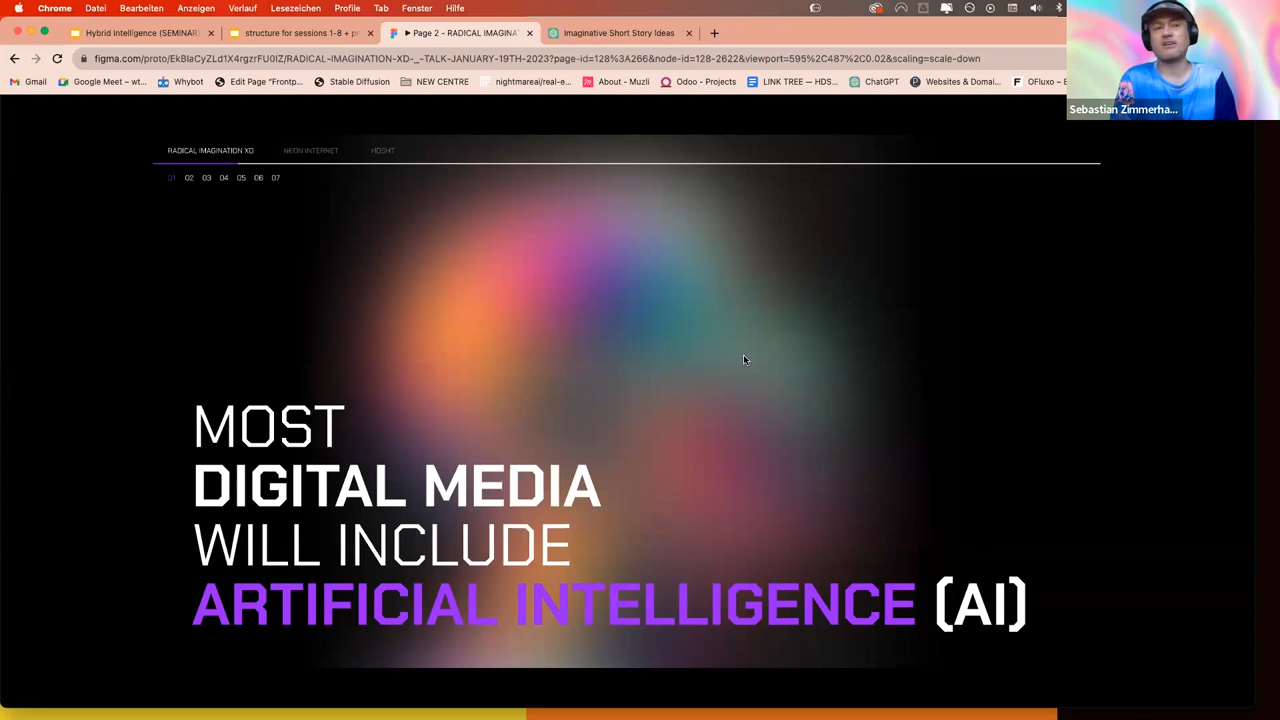 Chrome Datei Bearbeiten Anzeigen Verlauf Lesezeichen Profile Tab Fenster Hilfe
Hybrid intelligence (SEMINAR structure for sessions 1-8 + p Page 2 - RADICAL IMAGINA Imaginative Short Story Ideas
figma.com/proto/EkBlaCyZLd1X4rgzrFU0IZ/RADICAL-IMAGINATION-XD-_-TALK-JANUARY-19TH-2023?page-id=128%3A266&node-id=128-2622&viewport=595%2C487%2C0.02&scaling=scale-down
Gmail Google Meet – wt... Whybot Edit Page "Frontp... Stable Diffusion NEW CENTRE nightmareai/real-e... About - Muzli Odoo - Projects LINK TREE — HDS... ChatGPT Websites & Domai... OFluxo –
Sebastian Zimmerha...
RADICAL IMAGINATION XD NEON INTERNET HDSHT
01 02 03 04 05 06 07
MOST
DIGITAL MEDIA
WILL INCLUDE
ARTIFICIAL INTELLIGENCE (AI)